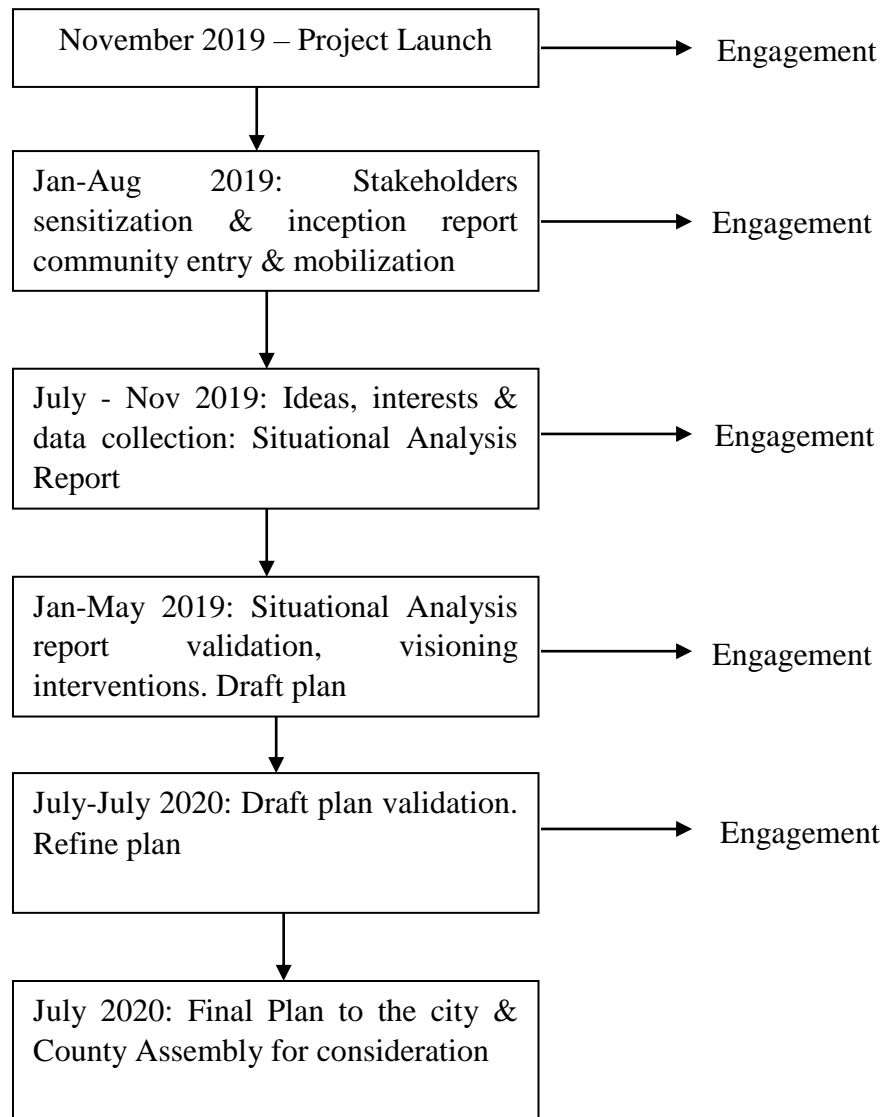 November 2019 – Project Launch
Engagement
Jan-Aug 2019: Stakeholders
sensitization & inception report
community entry & mobilization
Engagement
July - Nov 2019: Ideas, interests &
data collection: Situational Analysis
Report
Engagement
Jan-May 2019: Situational Analysis
report validation, visioning
interventions. Draft plan
Engagement
July-July 2020: Draft plan validation.
Refine plan
Engagement
July 2020: Final Plan to the city &
County Assembly for consideration